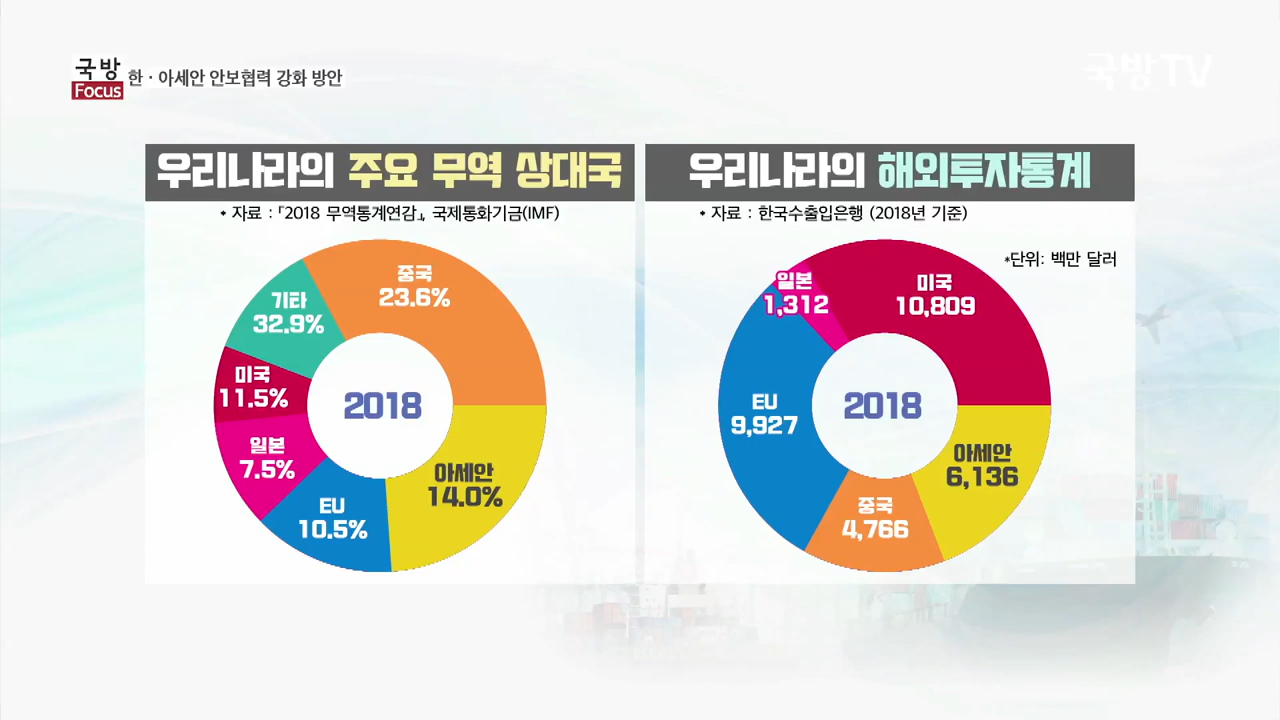 국방
Focus
한·아세안 안보협력 강화 방안
국방TV
우리나라의 주요 무역 상대국
• 자료 : 「2018 무역통계연감」, 국제통화기금(IMF)
중국
23.6%
기타
32.9%
미국
11.5%
2018
일본
7.5%
아세안
14.0%
EU
10.5%
우리나라의 해외투자통계
• 자료 : 한국수출입은행 (2018년 기준)
*단위: 백만 달러
일본
1,312
미국
10,809
EU
9,927
2018
아세안
6,136
중국
4,766